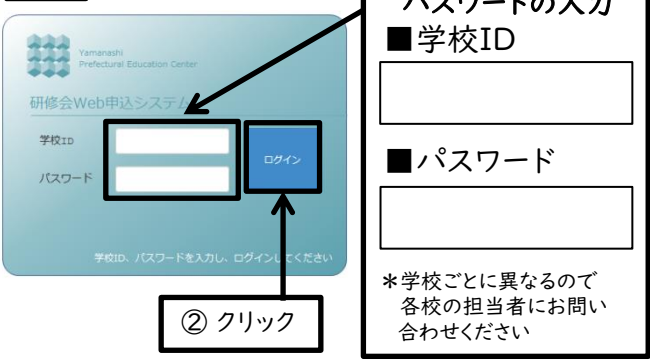 Yamanashi
Prefectural Education Center
研修会Web申込システム
学校ID
パスワード
ログイン
学校ID、パスワードを入力し、ログインしてください
② クリック
パスワードの入力
■学校ID
■パスワード
＊学校ごとに異なるので
各校の担当者にお問い
合わせください